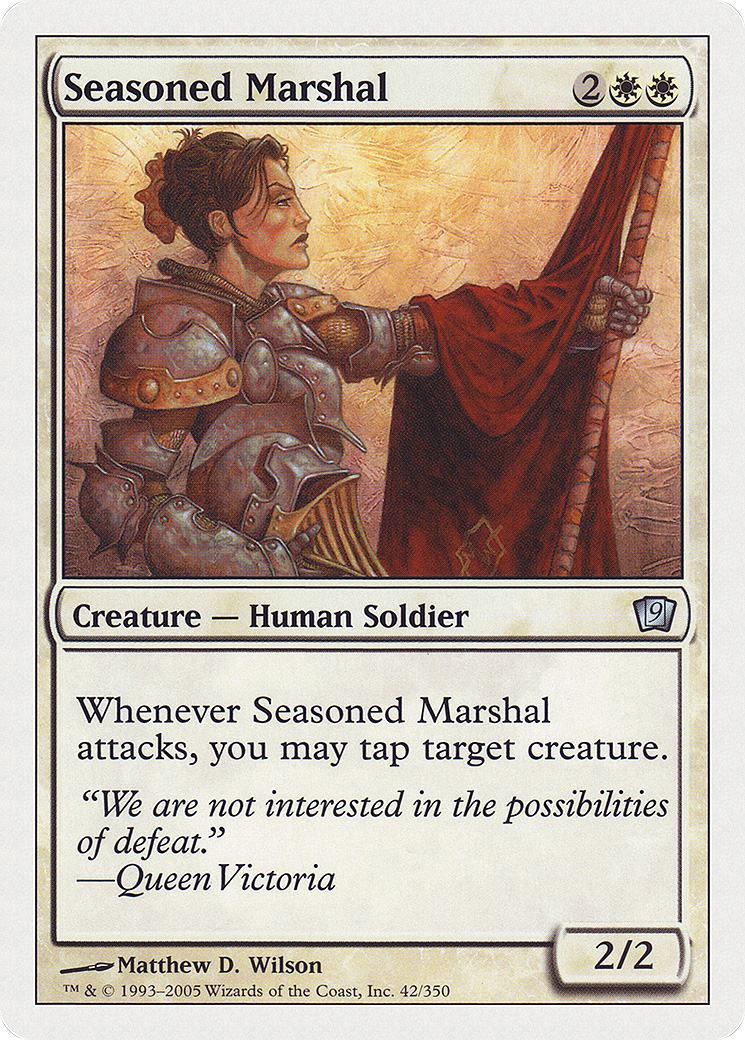 Seasoned Marshal 2
Creature — Human Soldier 9
Whenever Seasoned Marshal
attacks, you may tap target creature.
“We are not interested in the possibilities
of defeat.”
—Queen Victoria
2/2
Matthew D. Wilson
™ & © 1993–2005 Wizards of the Coast, Inc. 42/350